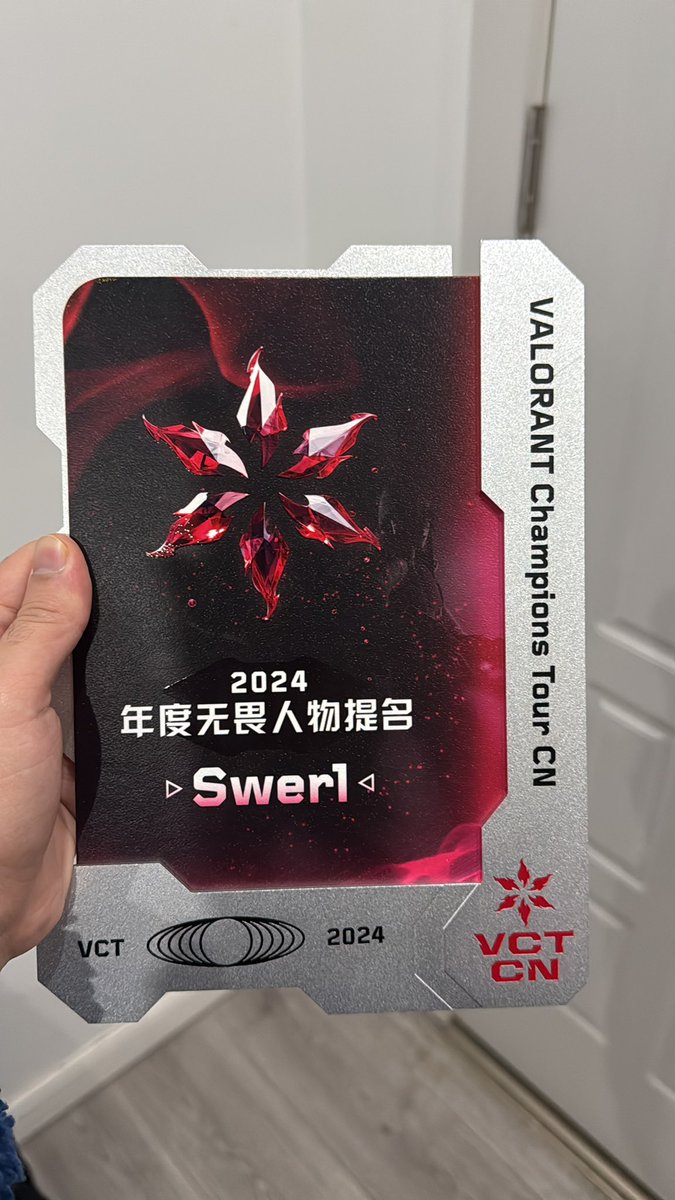 2024
年度无畏人物提名
Swerl
VALORANT Champions Tour CN
VCT
2024
VCT
CN